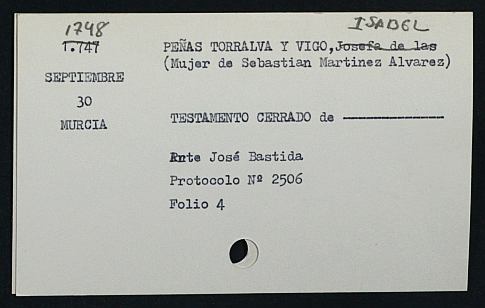 1748 ISABEL
1.747 PEÑAS TORRALVA Y VIGO,Josefa de las
(Mujer de Sebastian Martinez Alvarez)
SEPTIEMBRE
30
MURCIA
TESTAMENTO CERRADO de ---------------
Ante José Bastida
Protocolo Nº 2506
Folio 4